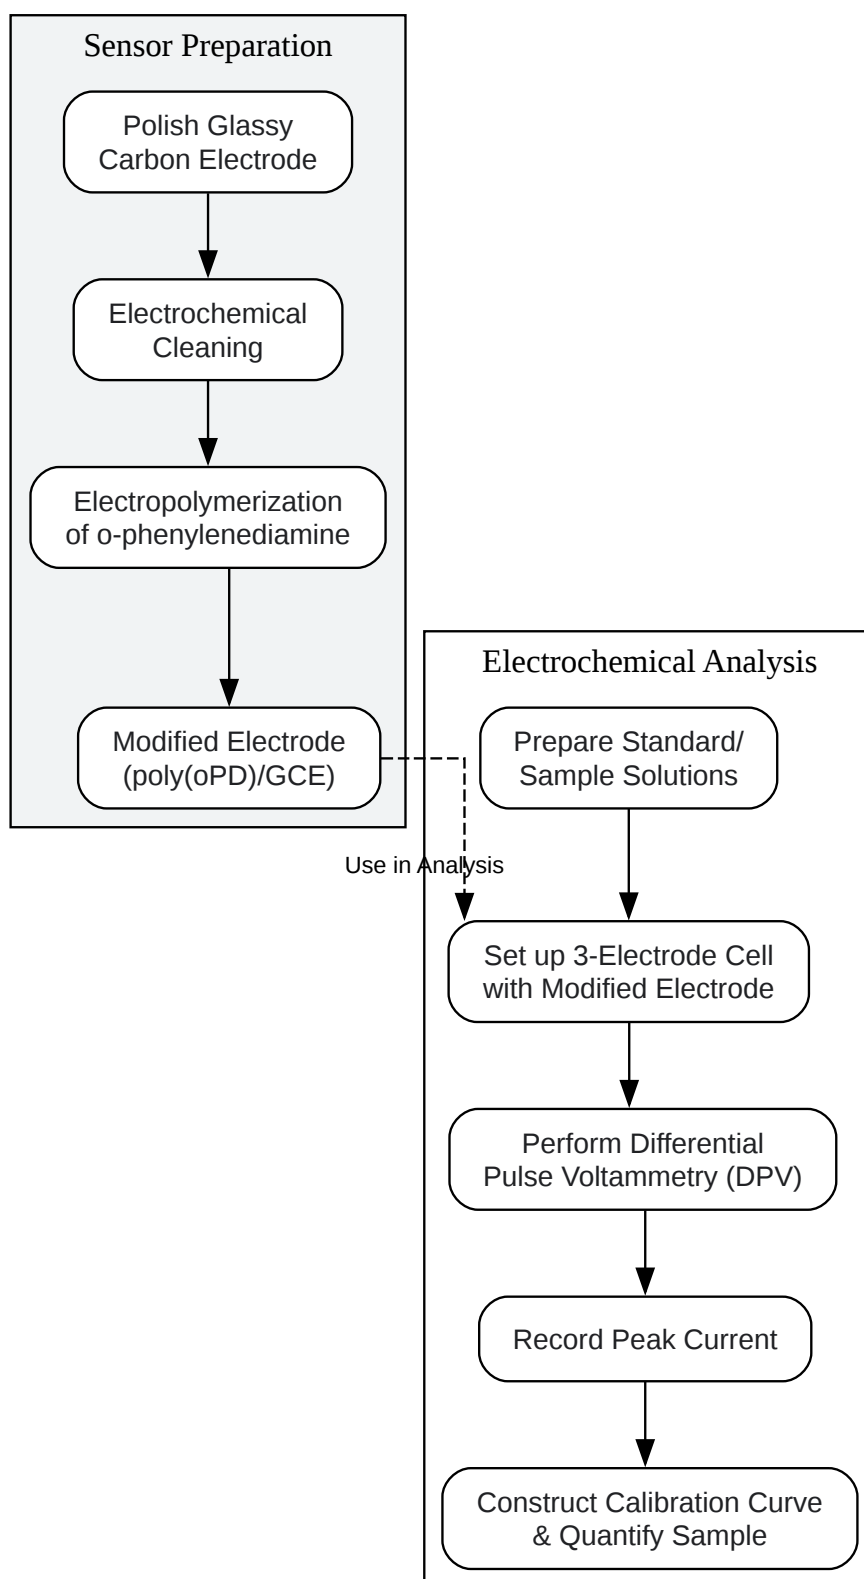 Sensor Preparation
Polish Glassy
Carbon Electrode
Electrochemical
Cleaning
Electropolymerization
of o-phenylenediamine
Modified Electrode
(poly(oPD)/GCE)
Use in Analysis
Electrochemical Analysis
Prepare Standard/
Sample Solutions
Set up 3-Electrode Cell
with Modified Electrode
Perform Differential
Pulse Voltammetry (DPV)
Record Peak Current
Construct Calibration Curve
& Quantify Sample